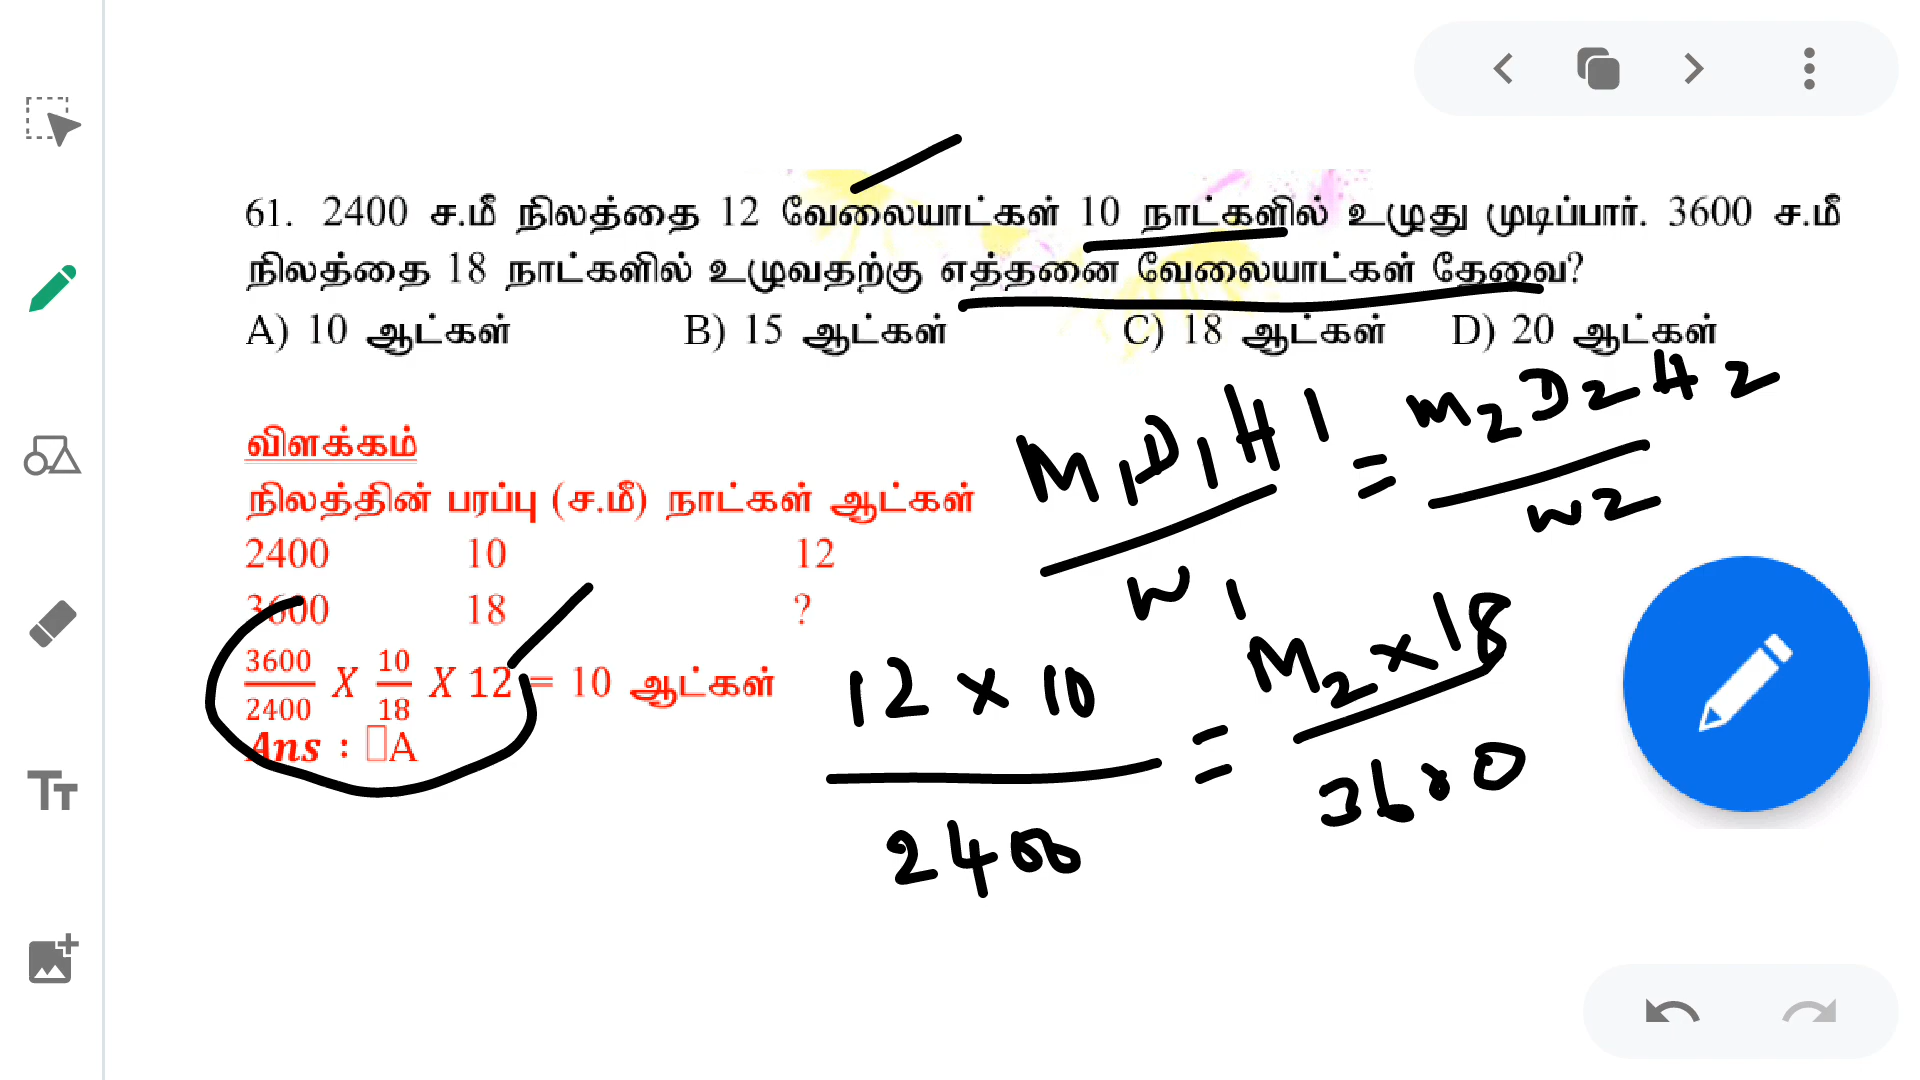 61. 2400 ச.மீ நிலத்தை 12 வேலையாட்கள் 10 நாட்களில் உழுது முடிப்பார். 3600 ச.மீ
நிலத்தை 18 நாட்களில் உழுவதற்கு எத்தனை வேலையாட்கள் தேவை?
A) 10 ஆட்கள் B) 15 ஆட்கள் C) 18 ஆட்கள் D) 20 ஆட்கள்
விளக்கம்
நிலத்தின் பரப்பு (ச.மீ) நாட்கள் ஆட்கள்
2400 10 12
3600 18 ?
3600/2400 X 10/18 X 12 = 10 ஆட்கள்
Ans : □A
M1D1H1/W1 = M2D2H2/W2
12 x 10/2400 = M2 x 18/3600